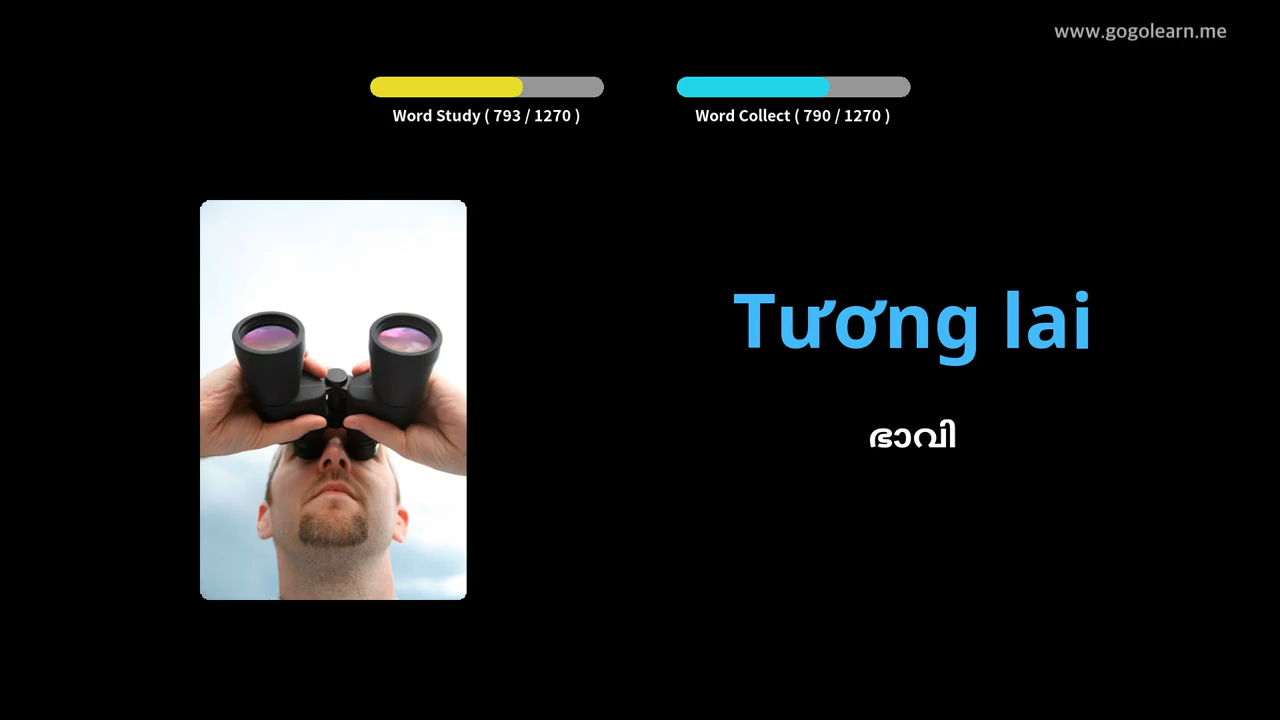 www.gogolearn.me
Word Study ( 793 / 1270 )
Word Collect ( 790 / 1270 )
Tương lai
ഭാവി